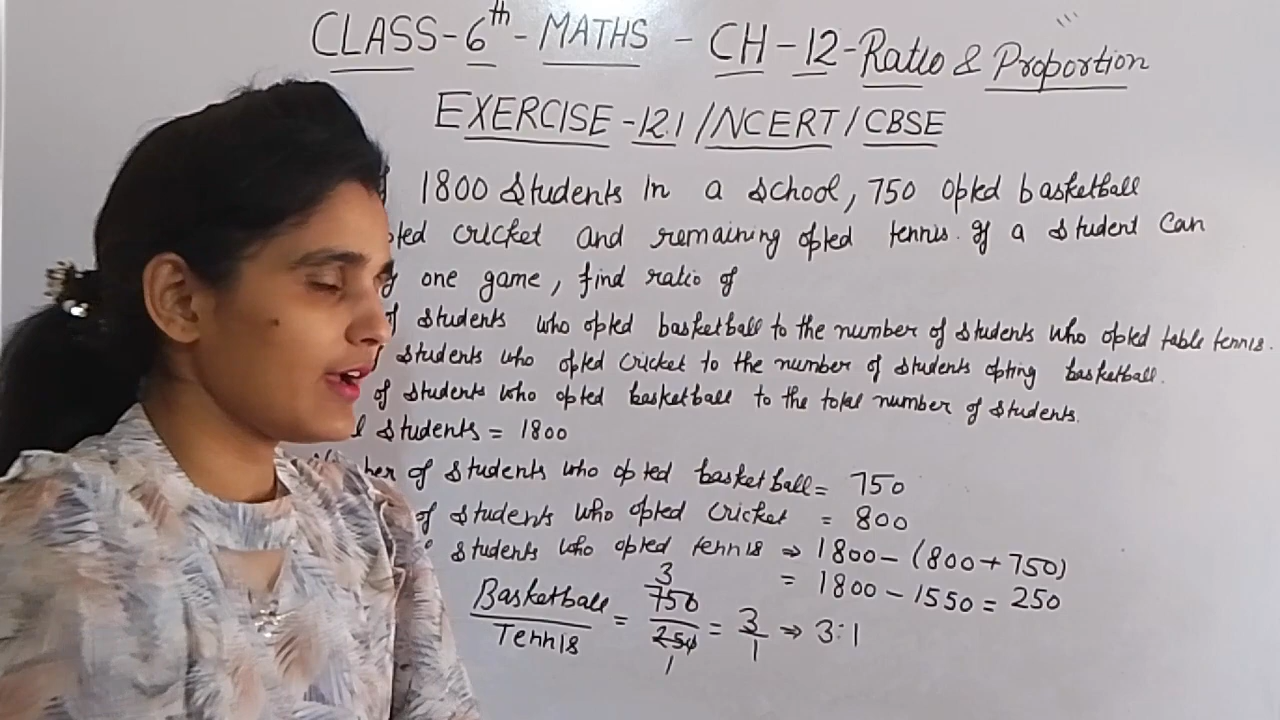 CLASS-6th-MATHS - CH-12-Ratio & Proportion
EXERCISE-12.1/NCERT/CBSE
1800 Students in a School, 750 opted basketball
cricket and remaining opted tennis. If a student can
one game, find ratio of
students who opted basketball to the number of students who opted table tennis.
students who opted cricket to the number of students opting basketball.
of students who opted basketball to the total number of students.
students = 1800
of students who opted basketball = 750
of students who opted cricket = 800
students who opted tennis ⇒ 1800-(800+750)
= 1800-1550 = 250
Basketball/Tennis = 750/250 = 3/1 ⇒ 3:1